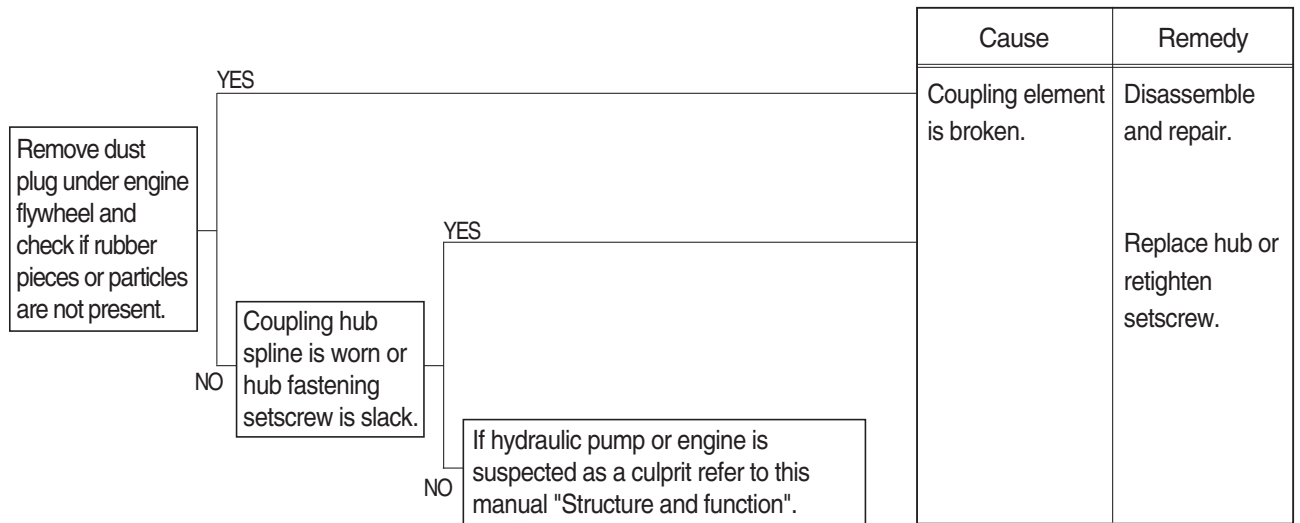 Cause
Remedy
YES
Coupling element
is broken.
Disassemble
and repair.
Remove dust
plug under engine
flywheel and
check if rubber
pieces or particles
are not present.
YES
Replace hub or
retighten
setscrew.
NO
Coupling hub
spline is worn or
hub fastening
setscrew is slack.
NO
If hydraulic pump or engine is
suspected as a culprit refer to this
manual "Structure and function".